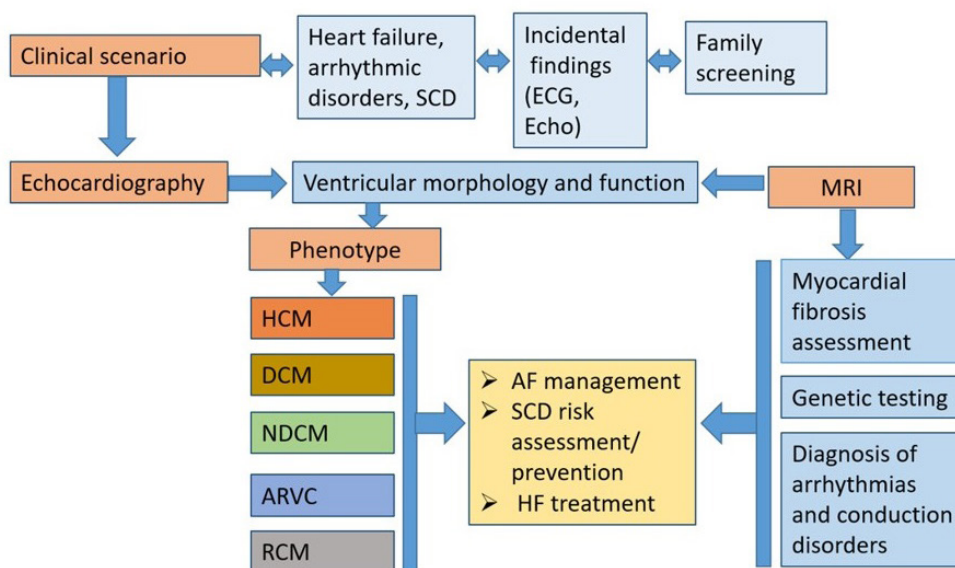 Clinical scenario
Heart failure,
arrhythmic
disorders, SCD
Incidental
findings
(ECG,
Echo)
Family
screening
Echocardiography
Ventricular morphology and function
MRI
Phenotype
HCM
DCM
NDCM
ARVC
RCM
➢ AF management
➢ SCD risk
assessment/
prevention
➢ HF treatment
Myocardial
fibrosis
assessment
Genetic testing
Diagnosis of
arrhythmias
and conduction
disorders